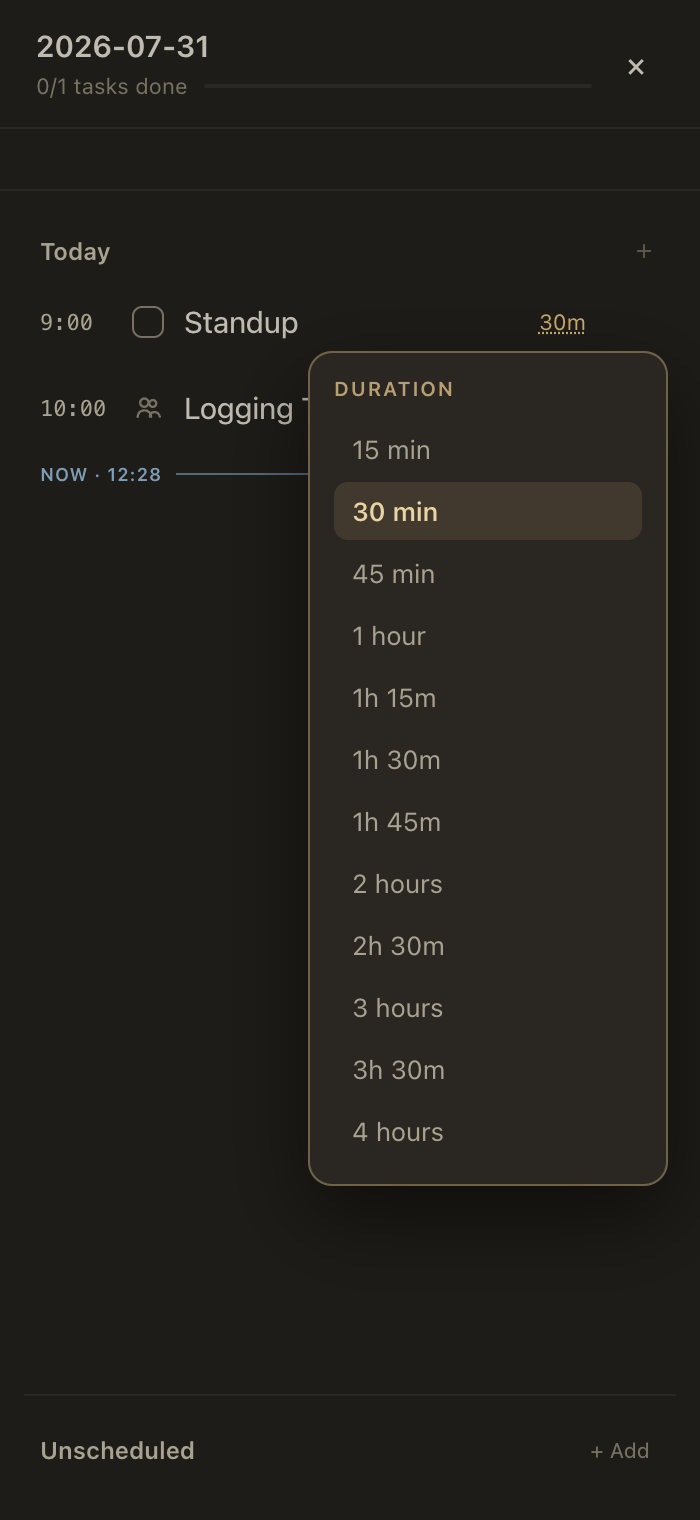 2026-07-31
0/1 tasks done
Today
9:00 Standup 30m
10:00 Logging
NOW · 12:28
DURATION
15 min
30 min
45 min
1 hour
1h 15m
1h 30m
1h 45m
2 hours
2h 30m
3 hours
3h 30m
4 hours
Unscheduled + Add